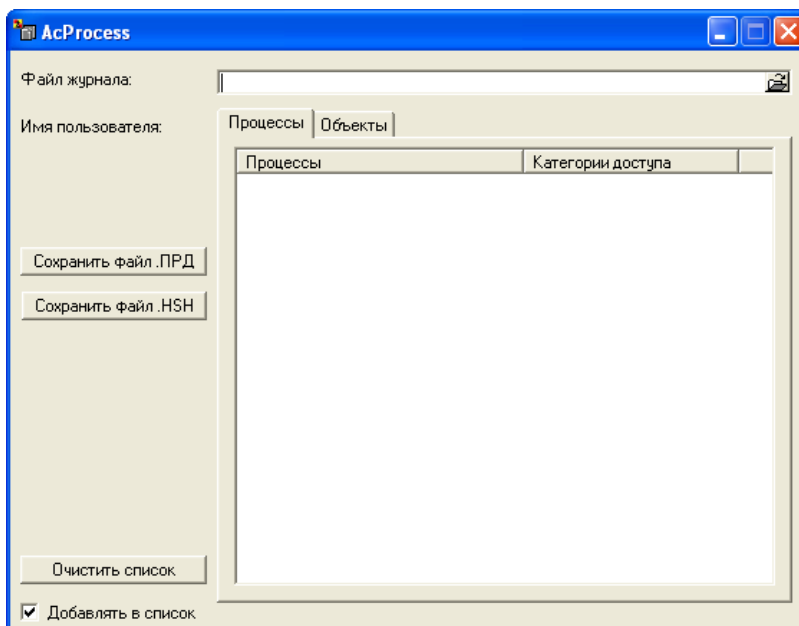 AcProcess
Файл журнала:
Имя пользователя:
Процессы Объекты
Процессы Категории доступа
Сохранить файл .ПРД
Сохранить файл .HSH
Очистить список
Добавлять в список